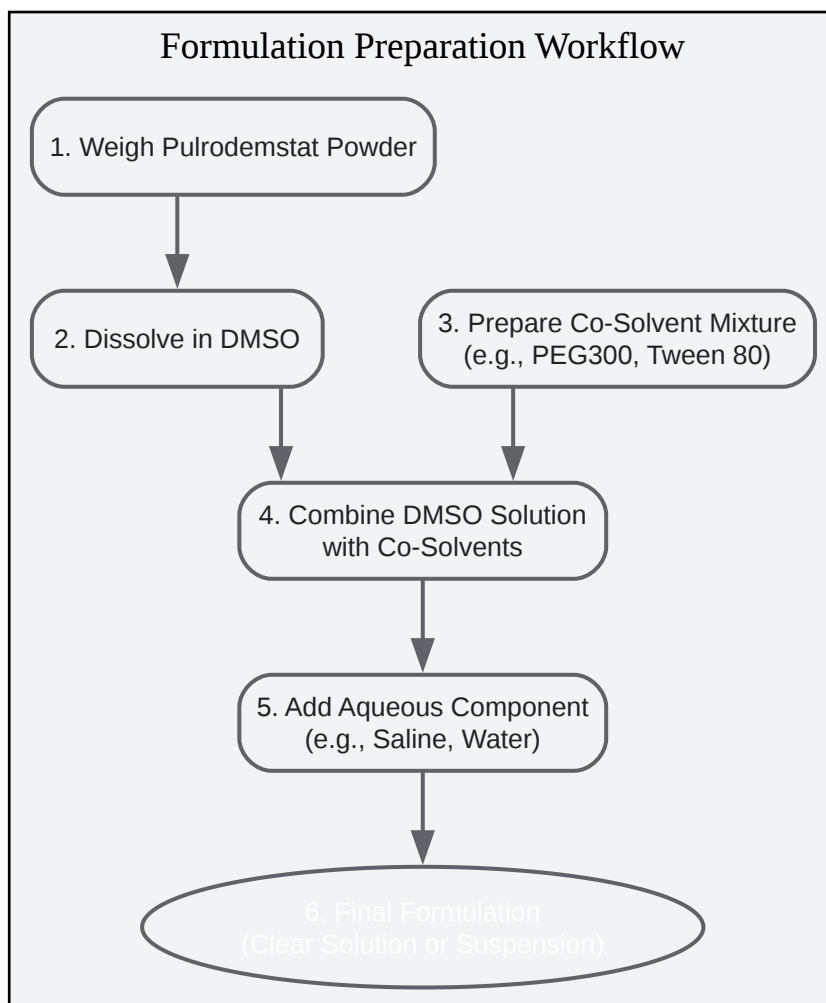 Formulation Preparation Workflow
1. Weigh Pulrodemstat Powder
2. Dissolve in DMSO
3. Prepare Co-Solvent Mixture
(e.g., PEG300, Tween 80)
4. Combine DMSO Solution
with Co-Solvents
5. Add Aqueous Component
(e.g., Saline, Water)
6. Final Formulation
(Clear Solution or Suspension)